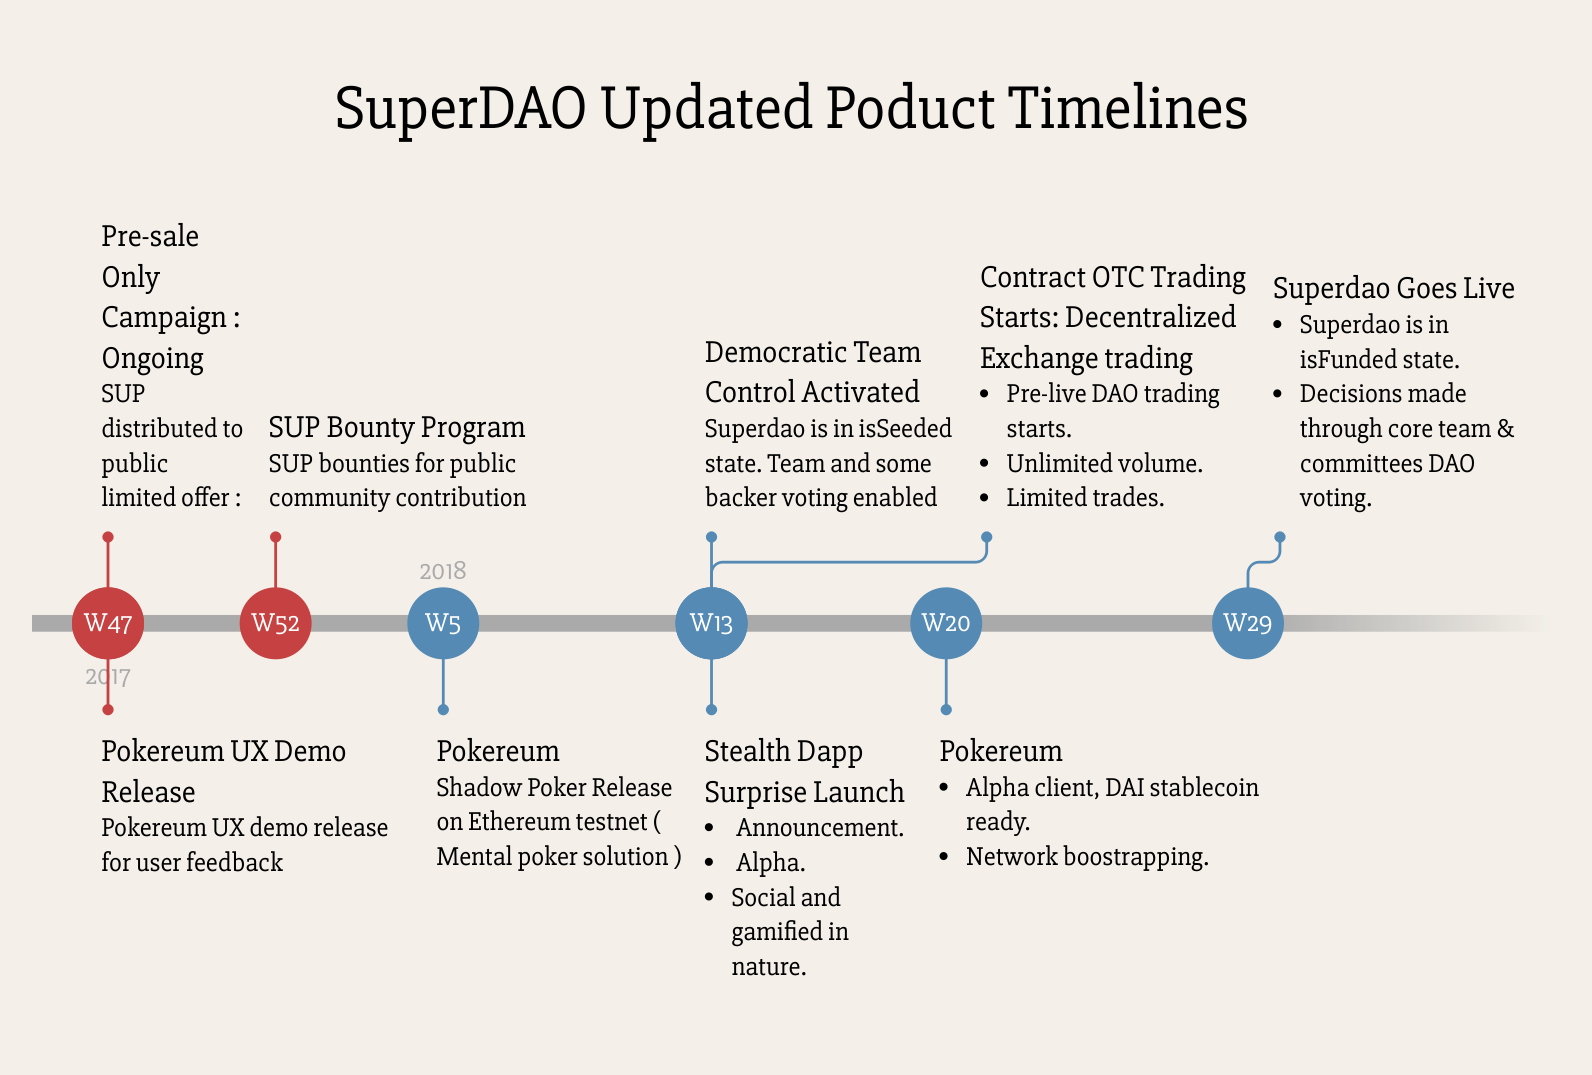 SuperDAO Updated Poduct Timelines
Pre-sale
Only
Campaign :
Ongoing
SUP
distributed to
public
limited offer :
SUP Bounty Program
SUP bounties for public
community contribution
Democratic Team
Control Activated
Superdao is in isSeeded
state. Team and some
backer voting enabled
Contract OTC Trading
Starts: Decentralized
Exchange trading
• Pre-live DAO trading
starts.
• Unlimited volume.
• Limited trades.
Superdao Goes Live
• Superdao is in
isFunded state.
• Decisions made
through core team &
committees DAO
voting.
2018
W47
W52
W5
W13
W20
W29
2017
Pokereum UX Demo
Release
Pokereum UX demo release
for user feedback
Pokereum
Shadow Poker Release
on Ethereum testnet (
Mental poker solution )
Stealth Dapp
Surprise Launch
• Announcement.
• Alpha.
• Social and
gamified in
nature.
Pokereum
• Alpha client, DAI stablecoin
ready.
• Network boostrapping.